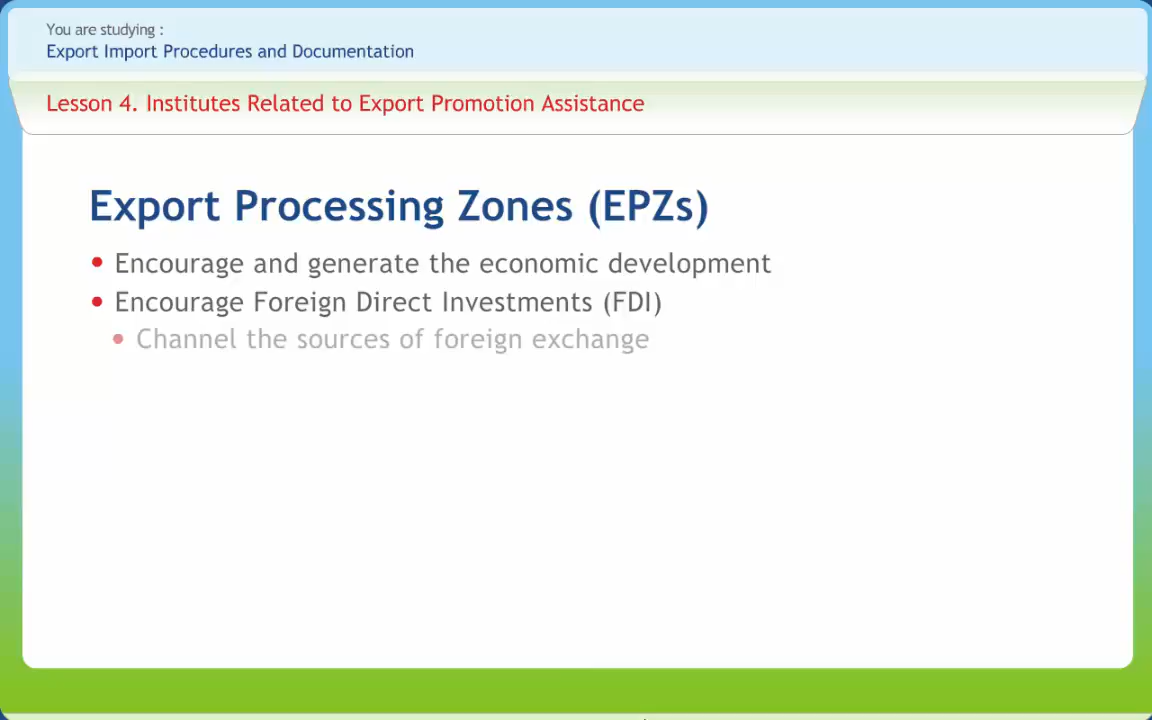 You are studying :
Export Import Procedures and Documentation
Lesson 4. Institutes Related to Export Promotion Assistance
Export Processing Zones (EPZs)
• Encourage and generate the economic development
• Encourage Foreign Direct Investments (FDI)
• Channel the sources of foreign exchange